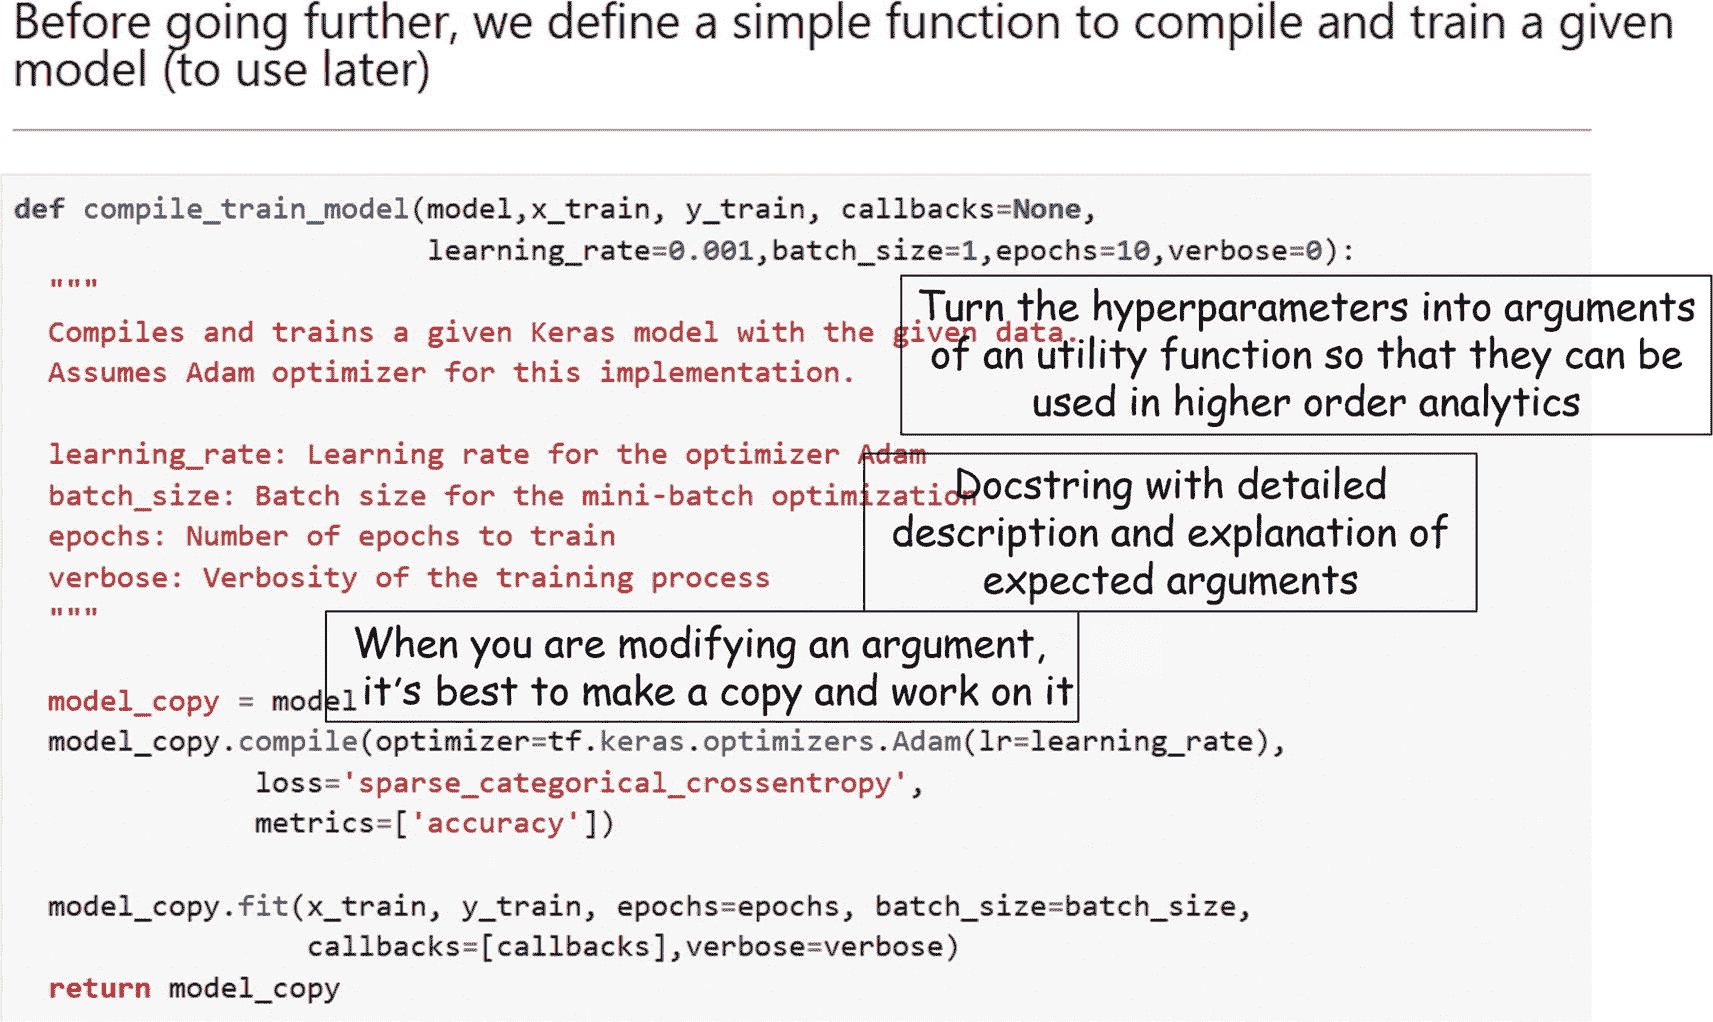 Before going further, we define a simple function to compile and train a given
model (to use later)
def compile_train_model(model,x_train, y_train, callbacks=None,
learning_rate=0.001,batch_size=1,epochs=10,verbose=0):
"""
Compiles and trains a given Keras model with the given data.
Assumes Adam optimizer for this implementation.
Turn the hyperparameters into arguments
of an utility function so that they can be
used in higher order analytics
learning_rate: Learning rate for the optimizer Adam
batch_size: Batch size for the mini-batch optimization
epochs: Number of epochs to train
verbose: Verbosity of the training process
"""
Docstring with detailed
description and explanation of
expected arguments
When you are modifying an argument,
it's best to make a copy and work on it
model_copy = model
model_copy.compile(optimizer=tf.keras.optimizers.Adam(lr=learning_rate),
loss='sparse_categorical_crossentropy',
metrics=['accuracy'])
model_copy.fit(x_train, y_train, epochs=epochs, batch_size=batch_size,
callbacks=[callbacks],verbose=verbose)
return model_copy